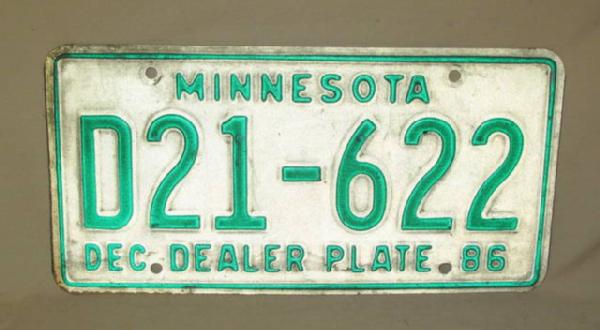 MINNESOTA
D21-622
DEC DEALER PLATE 86